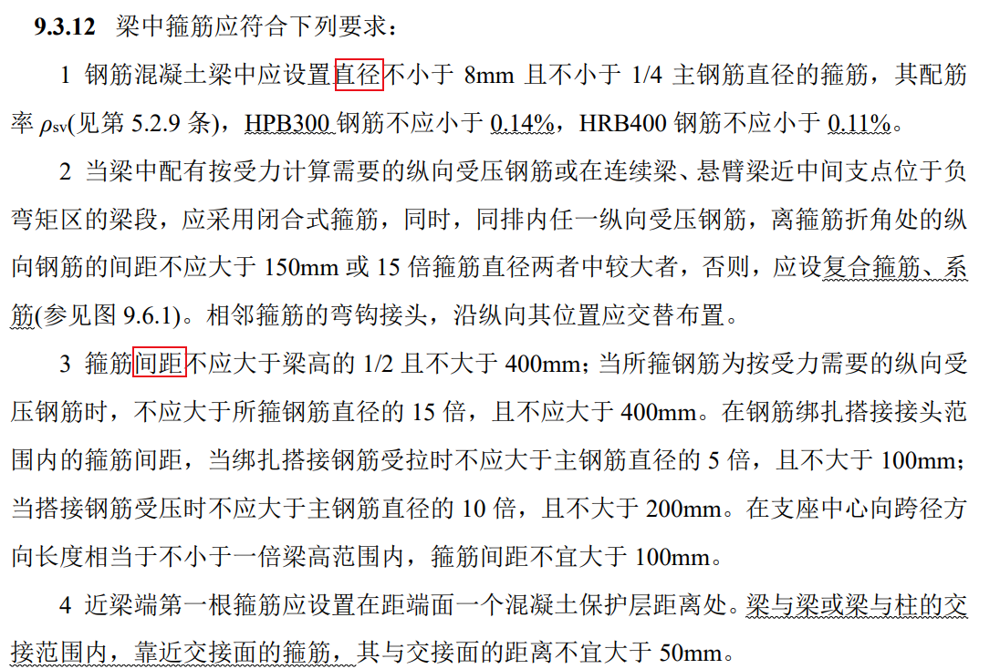 9.3.12 梁中箍筋应符合下列要求：
1 钢筋混凝土梁中应设置直径不小于 8mm 且不小于 1/4 主钢筋直径的箍筋，其配筋
率 ρsv(见第 5.2.9 条)，HPB300 钢筋不应小于 0.14%，HRB400 钢筋不应小于 0.11%。
2 当梁中配有按受力计算需要的纵向受压钢筋或在连续梁、悬臂梁近中间支点位于负
弯矩区的梁段，应采用闭合式箍筋，同时，同排内任一纵向受压钢筋，离箍筋折角处的纵
向钢筋的间距不应大于 150mm 或 15 倍箍筋直径两者中较大者，否则，应设复合箍筋、系
筋(参见图 9.6.1)。相邻箍筋的弯钩接头，沿纵向其位置应交替布置。
3 箍筋间距不应大于梁高的 1/2 且不大于 400mm；当所箍钢筋为按受力需要的纵向受
压钢筋时，不应大于所箍钢筋直径的 15 倍，且不应大于 400mm。在钢筋绑扎搭接接头范
围内的箍筋间距，当绑扎搭接钢筋受拉时不应大于主钢筋直径的 5 倍，且不大于 100mm；
当搭接钢筋受压时不应大于主钢筋直径的 10 倍，且不大于 200mm。在支座中心向跨径方
向长度相当于不小于一倍梁高范围内，箍筋间距不宜大于 100mm。
4 近梁端第一根箍筋应设置在距端面一个混凝土保护层距离处。梁与梁或梁与柱的交
接范围内，靠近交接面的箍筋，其与交接面的距离不宜大于 50mm。